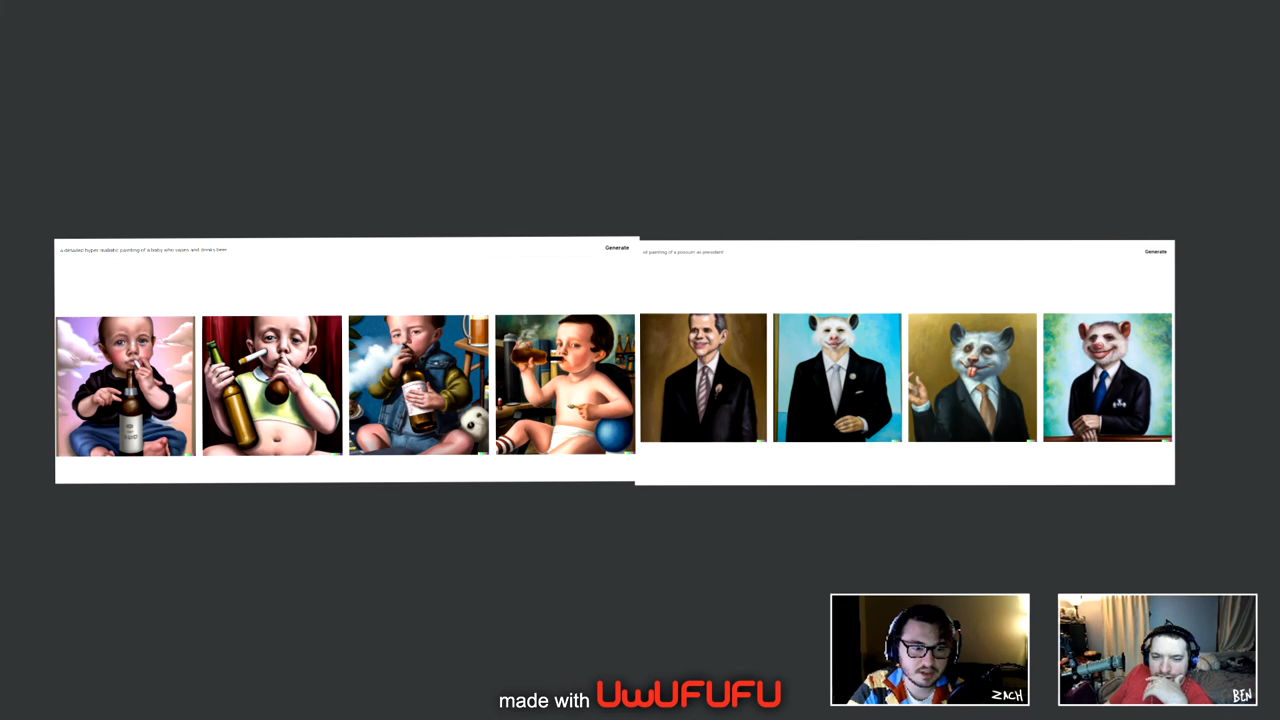 a detailed hyper realistic painting of a baby who vapes and drinks beer
Generate
oil painting of a possum as president
Generate
made with UwUFUFU
ZACH
BEN